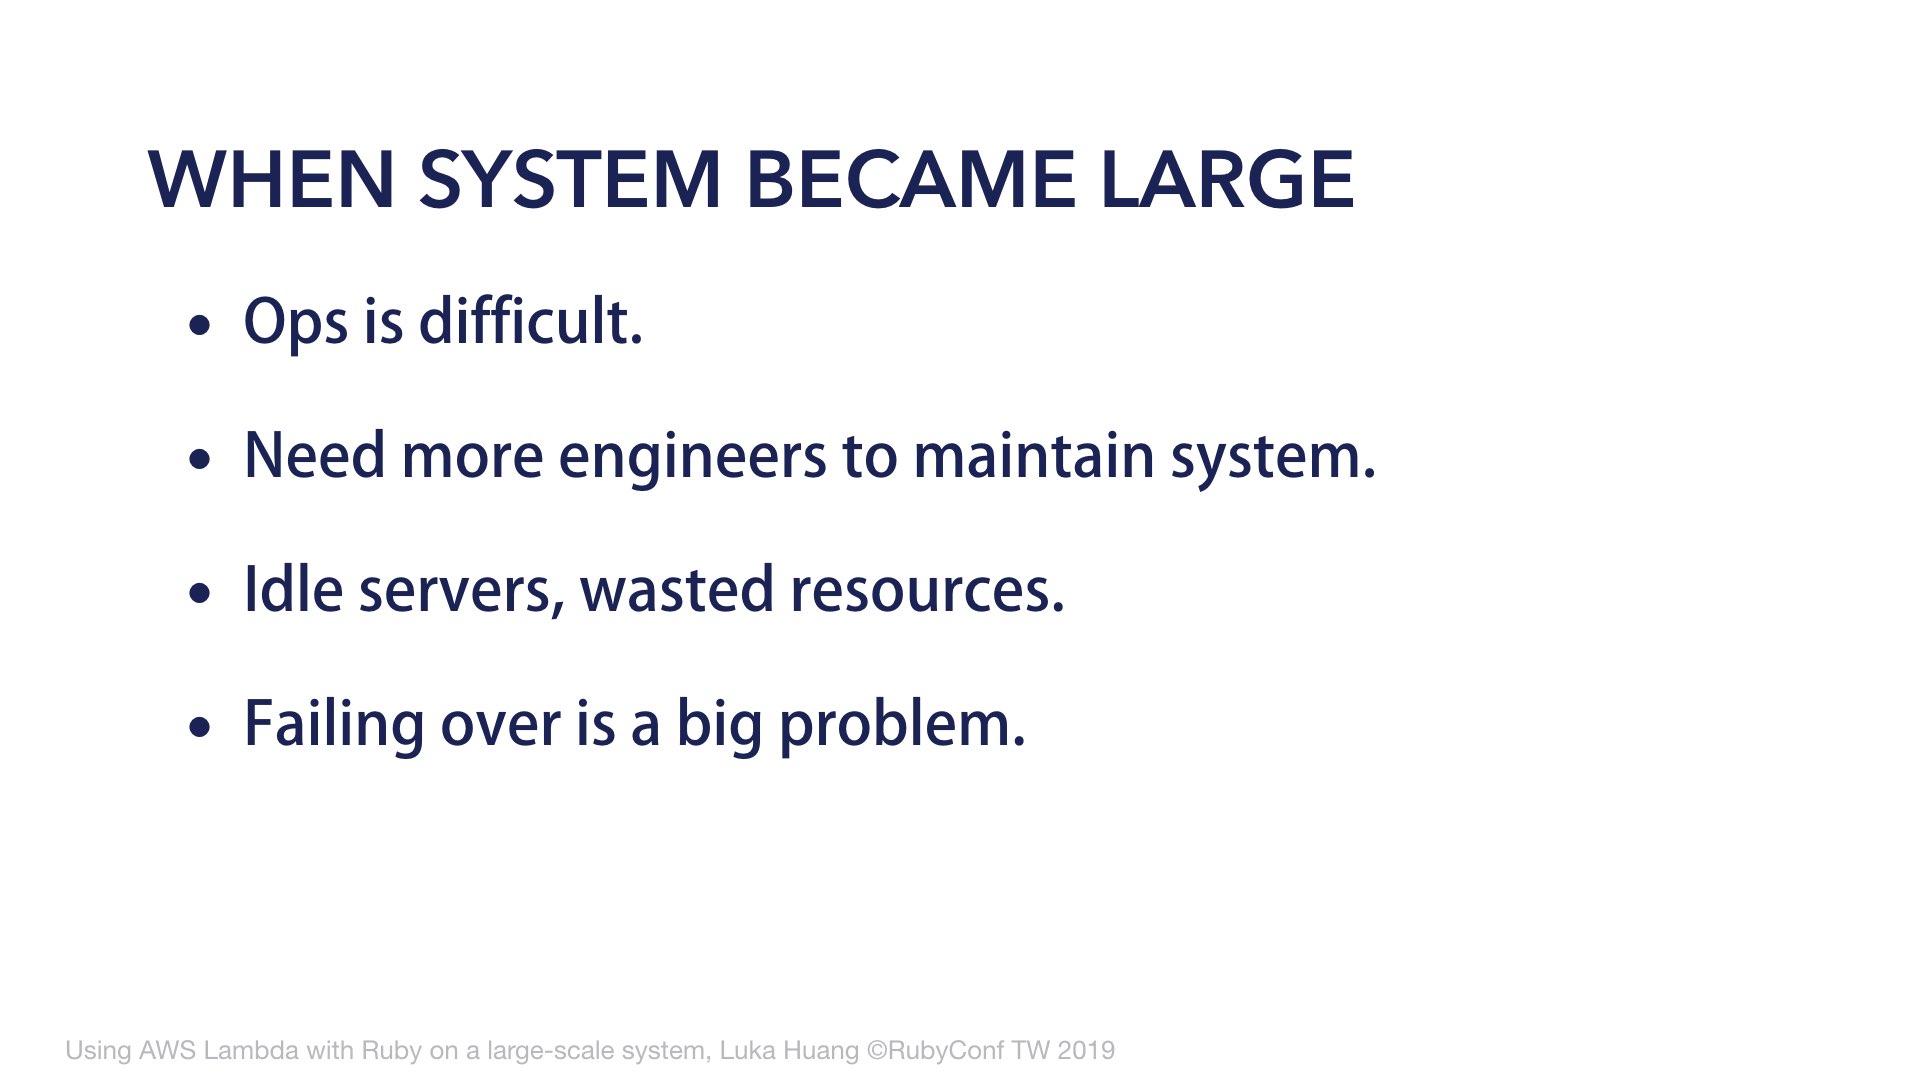 WHEN SYSTEM BECAME LARGE
• Ops is difficult.
• Need more engineers to maintain system.
• Idle servers, wasted resources.
• Failing over is a big problem.
Using AWS Lambda with Ruby on a large-scale system, Luka Huang ©RubyConf TW 2019